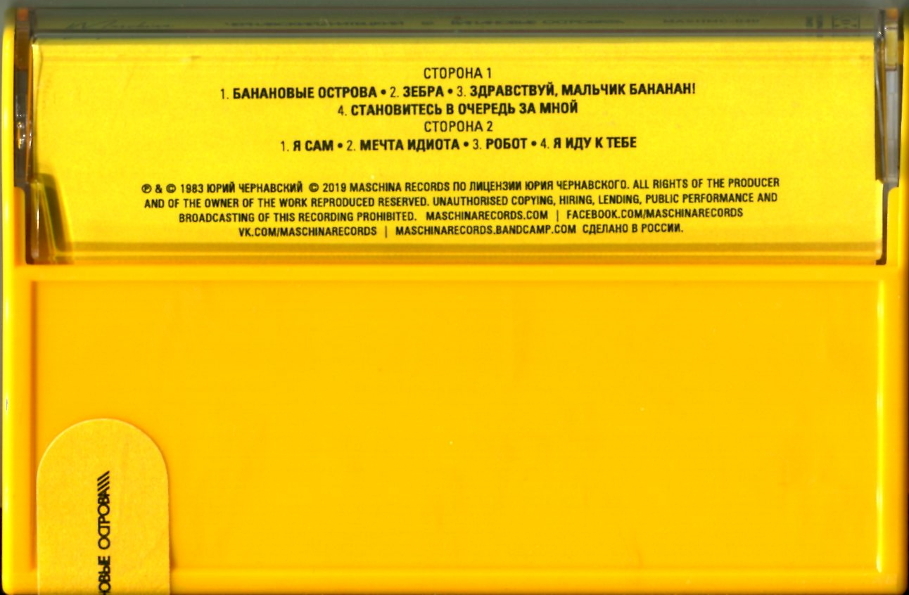 СТОРОНА 1
1. БАНАНОВЫЕ ОСТРОВА • 2. ЗЕБРА • 3. ЗДРАВСТВУЙ, МАЛЬЧИК БАНАНАН!
4. СТАНОВИТЕСЬ В ОЧЕРЕДЬ ЗА МНОЙ
СТОРОНА 2
1. Я САМ • 2. МЕЧТА ИДИОТА • 3. РОБОТ • 4. Я ИДУ К ТЕБЕ
℗ & © 1983 ЮРИЙ ЧЕРНАВСКИЙ © 2019 MASCHINA RECORDS ПО ЛИЦЕНЗИИ ЮРИЯ ЧЕРНАВСКОГО. ALL RIGHTS OF THE PRODUCER
AND OF THE OWNER OF THE WORK REPRODUCED RESERVED. UNAUTHORISED COPYING, HIRING, LENDING, PUBLIC PERFORMANCE AND
BROADCASTING OF THIS RECORDING PROHIBITED. MASCHINARECORDS.COM | FACEBOOK.COM/MASCHINARECORDS
VK.COM/MASCHINARECORDS | MASCHINARECORDS.BANDCAMP.COM СДЕЛАНО В РОССИИ.
ОВЫЕ ОСТРОВА